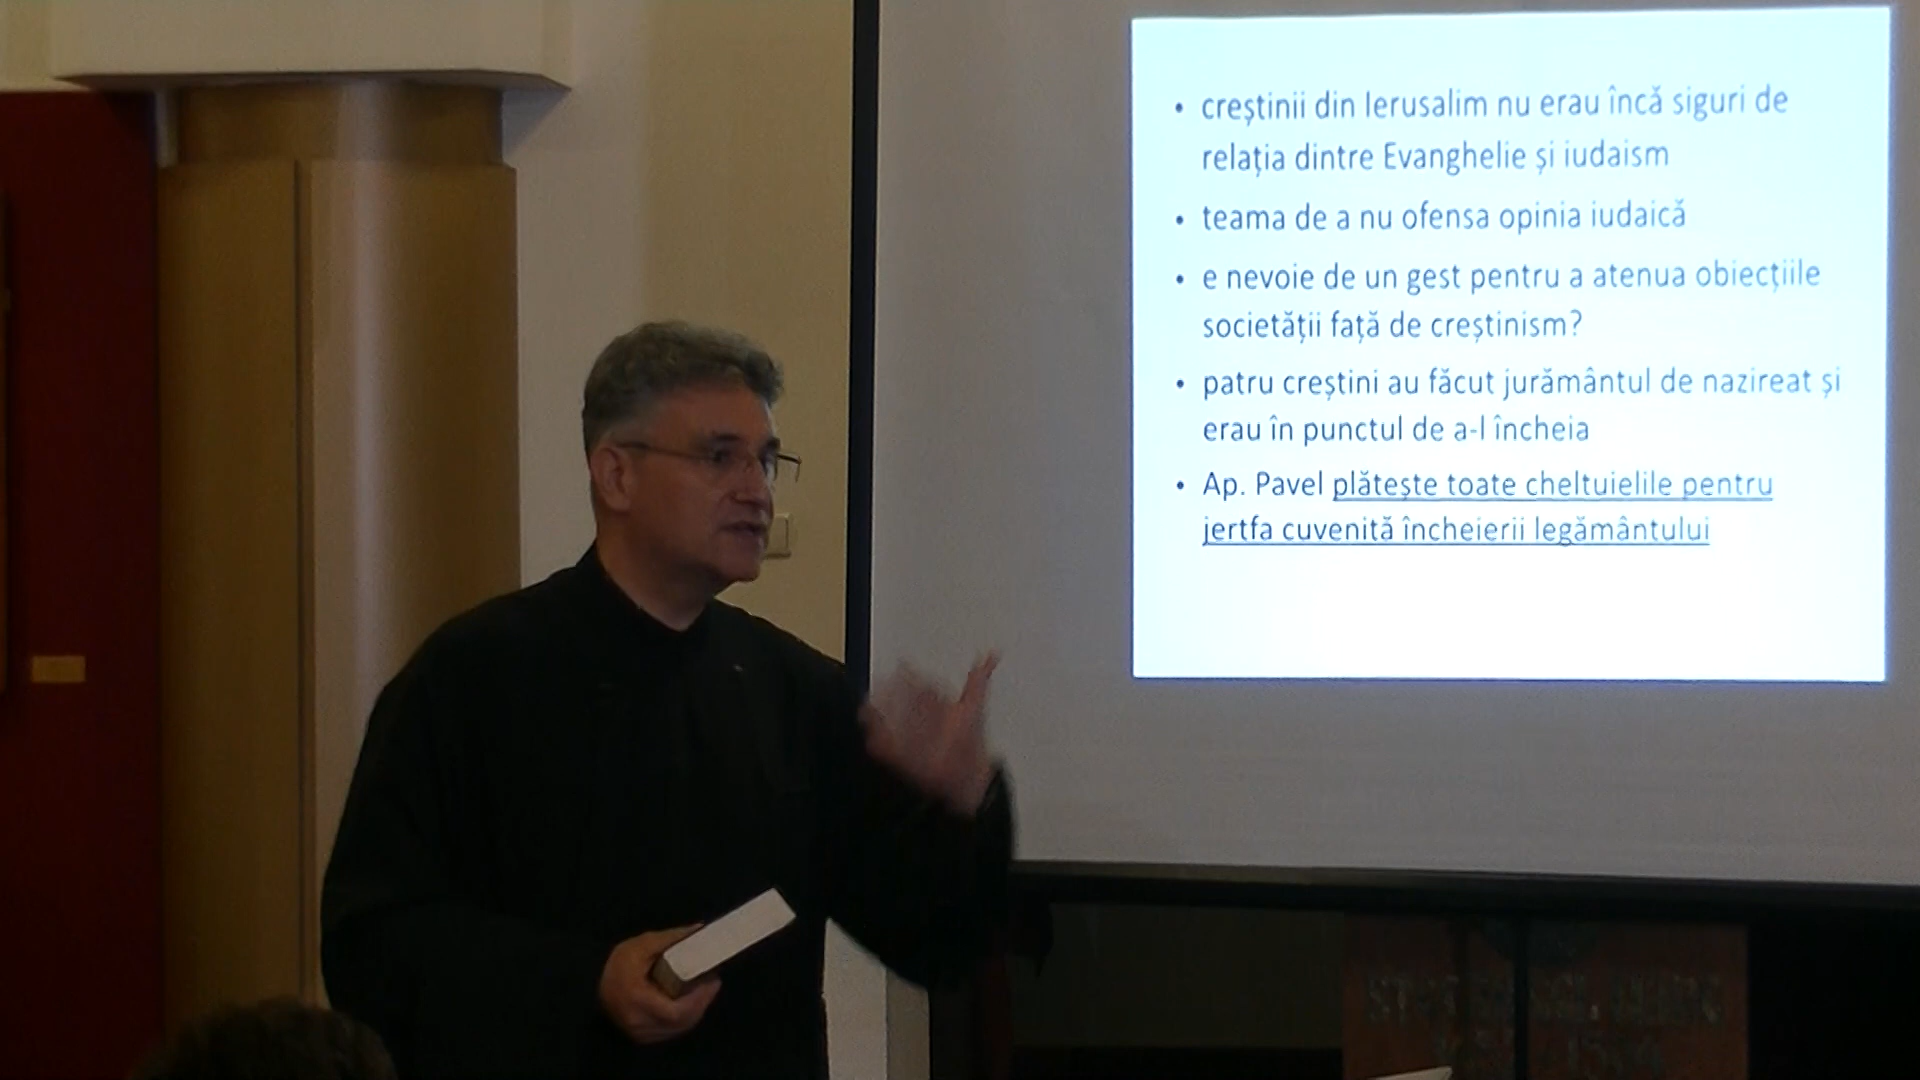 • creștinii din Ierusalim nu erau încă siguri de
relația dintre Evanghelie și iudaism
• teama de a nu ofensa opinia iudaică
• e nevoie de un gest pentru a atenua obiecțiile
societății față de creștinism?
• patru creștini au făcut jurământul de nazireat și
erau în punctul de a-l încheia
• Ap. Pavel plătește toate cheltuielile pentru
jertfa cuvenită încheierii legământului